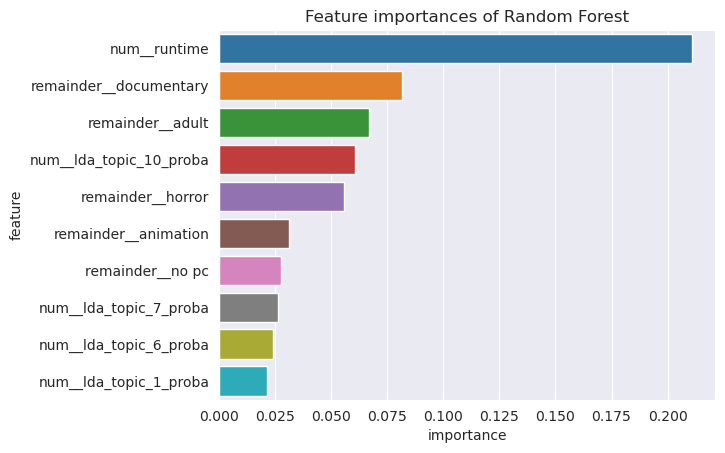 Feature importances of Random Forest
feature
num__runtime
remainder__documentary
remainder__adult
num__lda_topic_10_proba
remainder__horror
remainder__animation
remainder__no pc
num__lda_topic_7_proba
num__lda_topic_6_proba
num__lda_topic_1_proba
0.000 0.025 0.050 0.075 0.100 0.125 0.150 0.175 0.200
importance